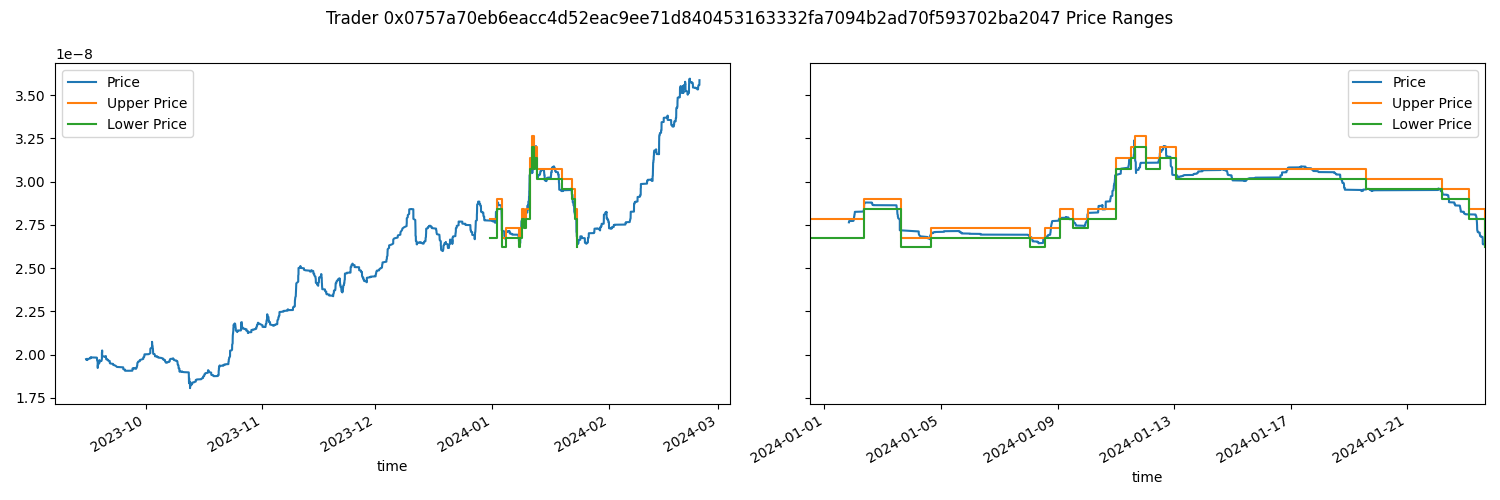 Trader 0x0757a70eb6eacc4d52eac9ee71d840453163332fa7094b2ad70f593702ba2047 Price Ranges
1e−8
Price
Upper Price
Lower Price
3.50
3.25
3.00
2.75
2.50
2.25
2.00
1.75
2023-10
2023-11
2023-12
2024-01
2024-02
2024-03
time
Price
Upper Price
Lower Price
2024-01-01
2024-01-05
2024-01-09
2024-01-13
2024-01-17
2024-01-21
time